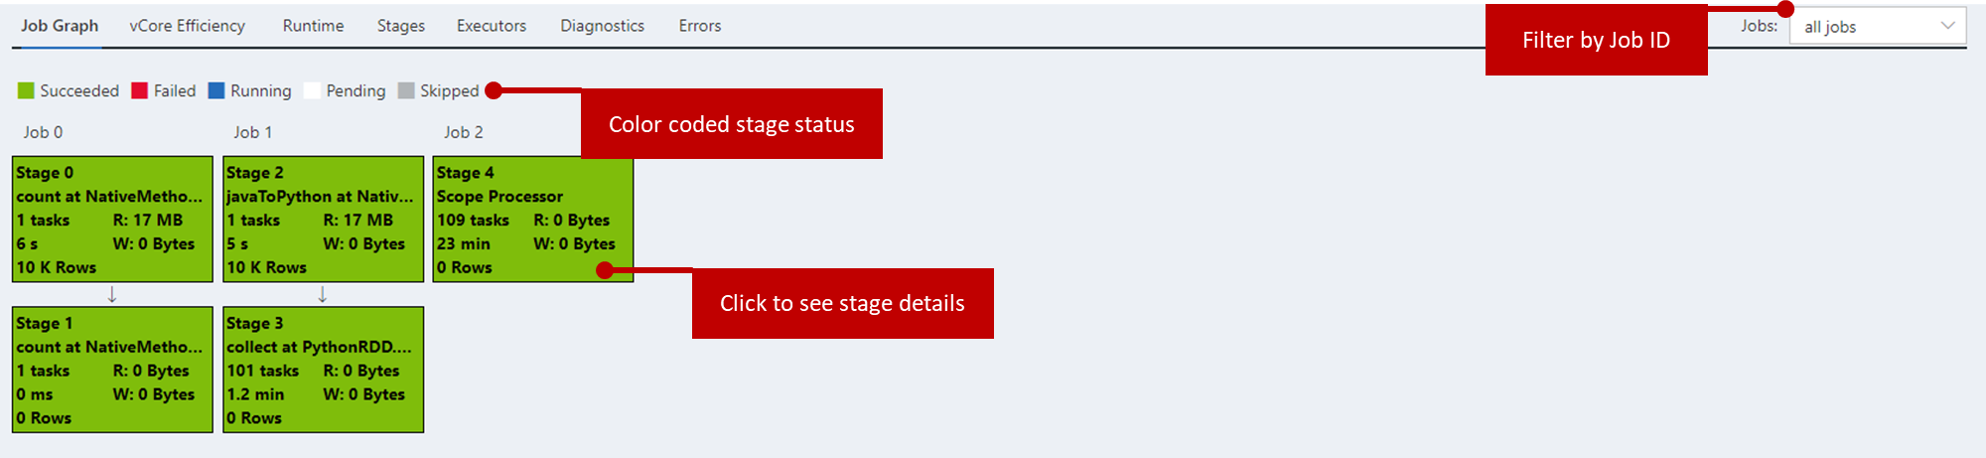 Job Graph vCore Efficiency Runtime Stages Executors Diagnostics Errors
Filter by Job ID
Jobs: all jobs
Succeeded Failed Running Pending Skipped
Color coded stage status
Job 0 Job 1 Job 2
Stage 0
count at NativeMetho...
1 tasks R: 17 MB
6 s W: 0 Bytes
10 K Rows
Stage 2
javaToPython at Nativ...
1 tasks R: 17 MB
5 s W: 0 Bytes
10 K Rows
Stage 4
Scope Processor
109 tasks R: 0 Bytes
23 min W: 0 Bytes
0 Rows
Click to see stage details
Stage 1
count at NativeMetho...
1 tasks R: 0 Bytes
0 ms W: 0 Bytes
0 Rows
Stage 3
collect at PythonRDD....
101 tasks R: 0 Bytes
1.2 min W: 0 Bytes
0 Rows